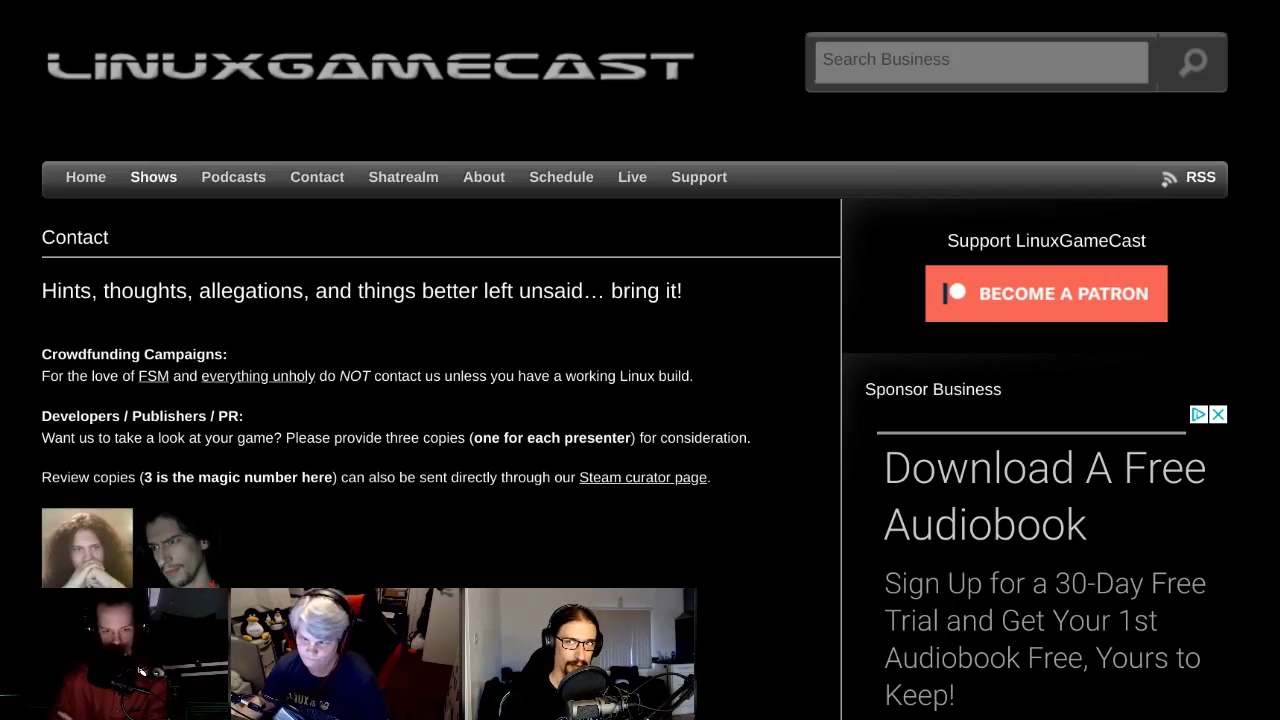 LINUXGAMECAST
Search Business
Home Shows Podcasts Contact Shatrealm About Schedule Live Support RSS
Contact
Hints, thoughts, allegations, and things better left unsaid… bring it!
Crowdfunding Campaigns:
For the love of FSM and everything unholy do NOT contact us unless you have a working Linux build.
Developers / Publishers / PR:
Want us to take a look at your game? Please provide three copies (one for each presenter) for consideration.
Review copies (3 is the magic number here) can also be sent directly through our Steam curator page.
Support LinuxGameCast
BECOME A PATRON
Sponsor Business
Download A Free
Audiobook
Sign Up for a 30-Day Free
Trial and Get Your 1st
Audiobook Free, Yours to
Keep!